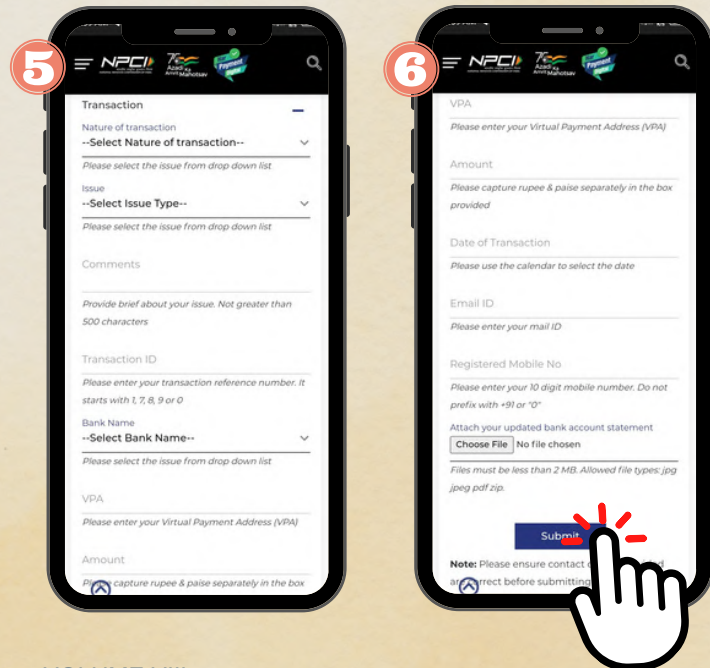 5
NPCI
Azadi Ka
Amrit Mahotsav
Payment
Transaction
Nature of transaction
--Select Nature of transaction--
Please select the issue from drop down list
Issue
--Select Issue Type--
Please select the issue from drop down list
Comments
Provide brief about your issue. Not greater than
500 characters
Transaction ID
Please enter your transaction reference number. It
starts with 1, 7, 8, 9 or 0
Bank Name
--Select Bank Name--
Please select the issue from drop down list
VPA
Please enter your Virtual Payment Address (VPA)
Amount
capture rupee & paise separately in the box
6
NPCI
Azadi Ka
Amrit Mahotsav
Payment
VPA
Please enter your Virtual Payment Address (VPA)
Amount
Please capture rupee & paise separately in the box
provided
Date of Transaction
Please use the calendar to select the date
Email ID
Please enter your mail ID
Registered Mobile No
Please enter your 10 digit mobile number. Do not
prefix with +91 or "0"
Attach your updated bank account statement
Choose File No file chosen
Files must be less than 2 MB. Allowed file types: jpg
jpeg pdf zip.
Submit
Note: Please ensure contact
correct before submitting